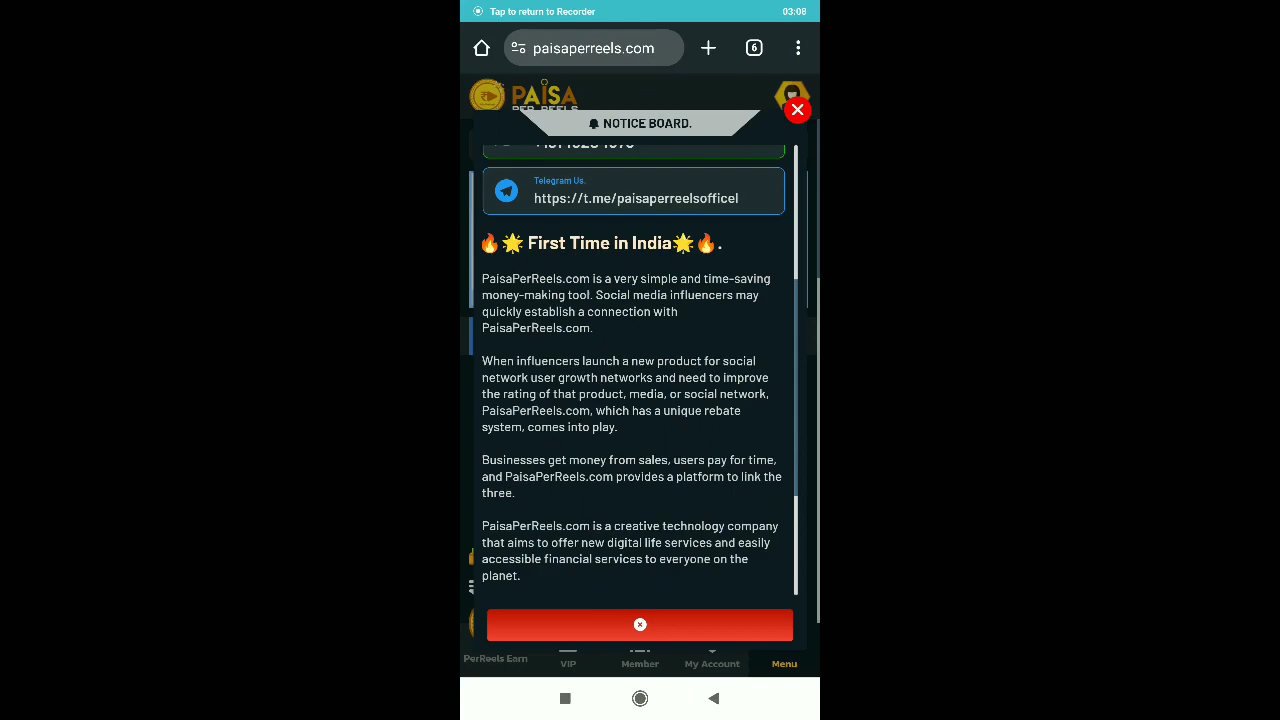 Tap to return to Recorder
03:08
paisaperreels.com
6
PAISA
PER REELS
NOTICE BOARD.
Telegram Us.
https://t.me/paisaperreelsofficel
🔥🌟 First Time in India🌟🔥.
PaisaPerReels.com is a very simple and time-saving
money-making tool. Social media influencers may
quickly establish a connection with
PaisaPerReels.com.
When influencers launch a new product for social
network user growth networks and need to improve
the rating of that product, media, or social network,
PaisaPerReels.com, which has a unique rebate
system, comes into play.
Businesses get money from sales, users pay for time,
and PaisaPerReels.com provides a platform to link the
three.
PaisaPerReels.com is a creative technology company
that aims to offer new digital life services and easily
accessible financial services to everyone on the
planet.
PerReels Earn
VIP
Member
My Account
Menu